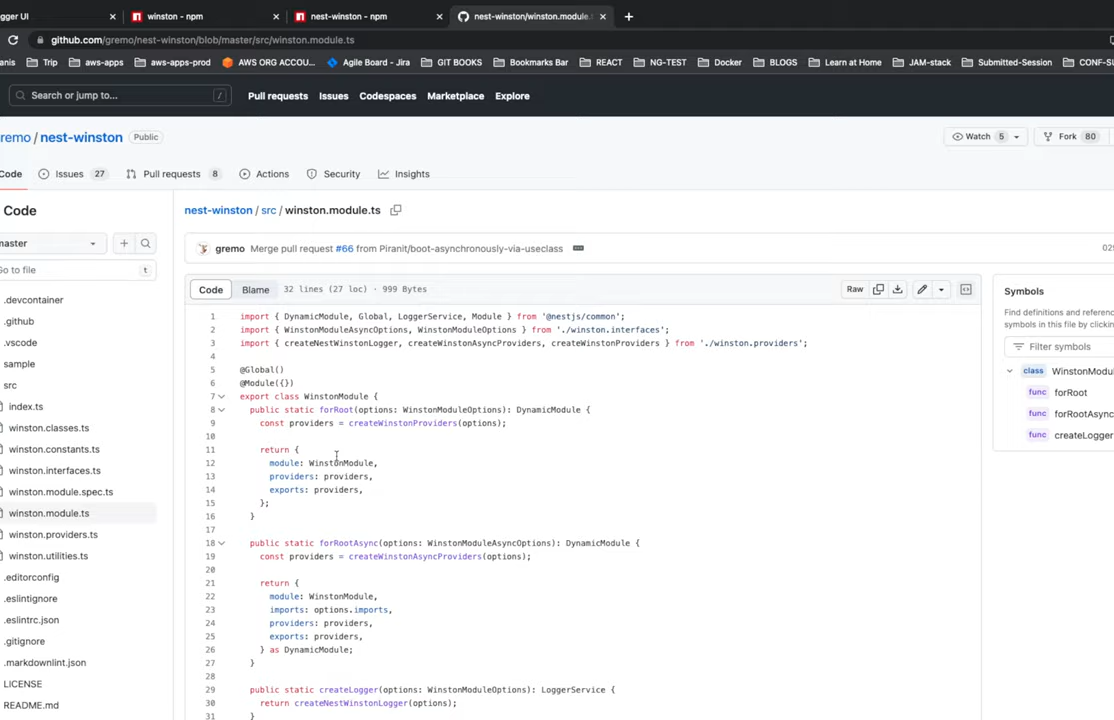 gger UI
winston - npm
nest-winston - npm
nest-winston/winston.module.t
github.com/gremo/nest-winston/blob/master/src/winston.module.ts
anis
Trip
aws-apps
aws-apps-prod
AWS ORG ACCOU...
Agile Board - Jira
GIT BOOKS
Bookmarks Bar
REACT
NG-TEST
Docker
BLOGS
Learn at Home
JAM-stack
Submitted-Session
CONF-SU
Search or jump to...
/
Pull requests
Issues
Codespaces
Marketplace
Explore
remo / nest-winston
Public
Watch 5
Fork 80
Code
Issues 27
Pull requests 8
Actions
Security
Insights
Code
master
Go to file
t
.devcontainer
.github
.vscode
sample
src
index.ts
winston.classes.ts
winston.constants.ts
winston.interfaces.ts
winston.module.spec.ts
winston.module.ts
winston.providers.ts
winston.utilities.ts
.editorconfig
.eslintignore
.eslintrc.json
.gitignore
.markdownlint.json
LICENSE
README.md
nest-winston / src / winston.module.ts
gremo Merge pull request #66 from Piranit/boot-asynchronously-via-useclass
Code
Blame
32 lines (27 loc) · 999 Bytes
Raw
1 import { DynamicModule, Global, LoggerService, Module } from '@nestjs/common';
2 import { WinstonModuleAsyncOptions, WinstonModuleOptions } from './winston.interfaces';
3 import { createNestWinstonLogger, createWinstonAsyncProviders, createWinstonProviders } from './winston.providers';
4
5 @Global()
6 @Module({})
7 export class WinstonModule {
8 public static forRoot(options: WinstonModuleOptions): DynamicModule {
9 const providers = createWinstonProviders(options);
10
11 return {
12 module: WinstonModule,
13 providers: providers,
14 exports: providers,
15 };
16 }
17
18 public static forRootAsync(options: WinstonModuleAsyncOptions): DynamicModule {
19 const providers = createWinstonAsyncProviders(options);
20
21 return {
22 module: WinstonModule,
23 imports: options.imports,
24 providers: providers,
25 exports: providers,
26 } as DynamicModule;
27 }
28
29 public static createLogger(options: WinstonModuleOptions): LoggerService {
30 return createNestWinstonLogger(options);
31 }
Symbols
Find definitions and referenc
symbols in this file by clickin
Filter symbols
class WinstonModu
func forRoot
func forRootAsync
func createLogger